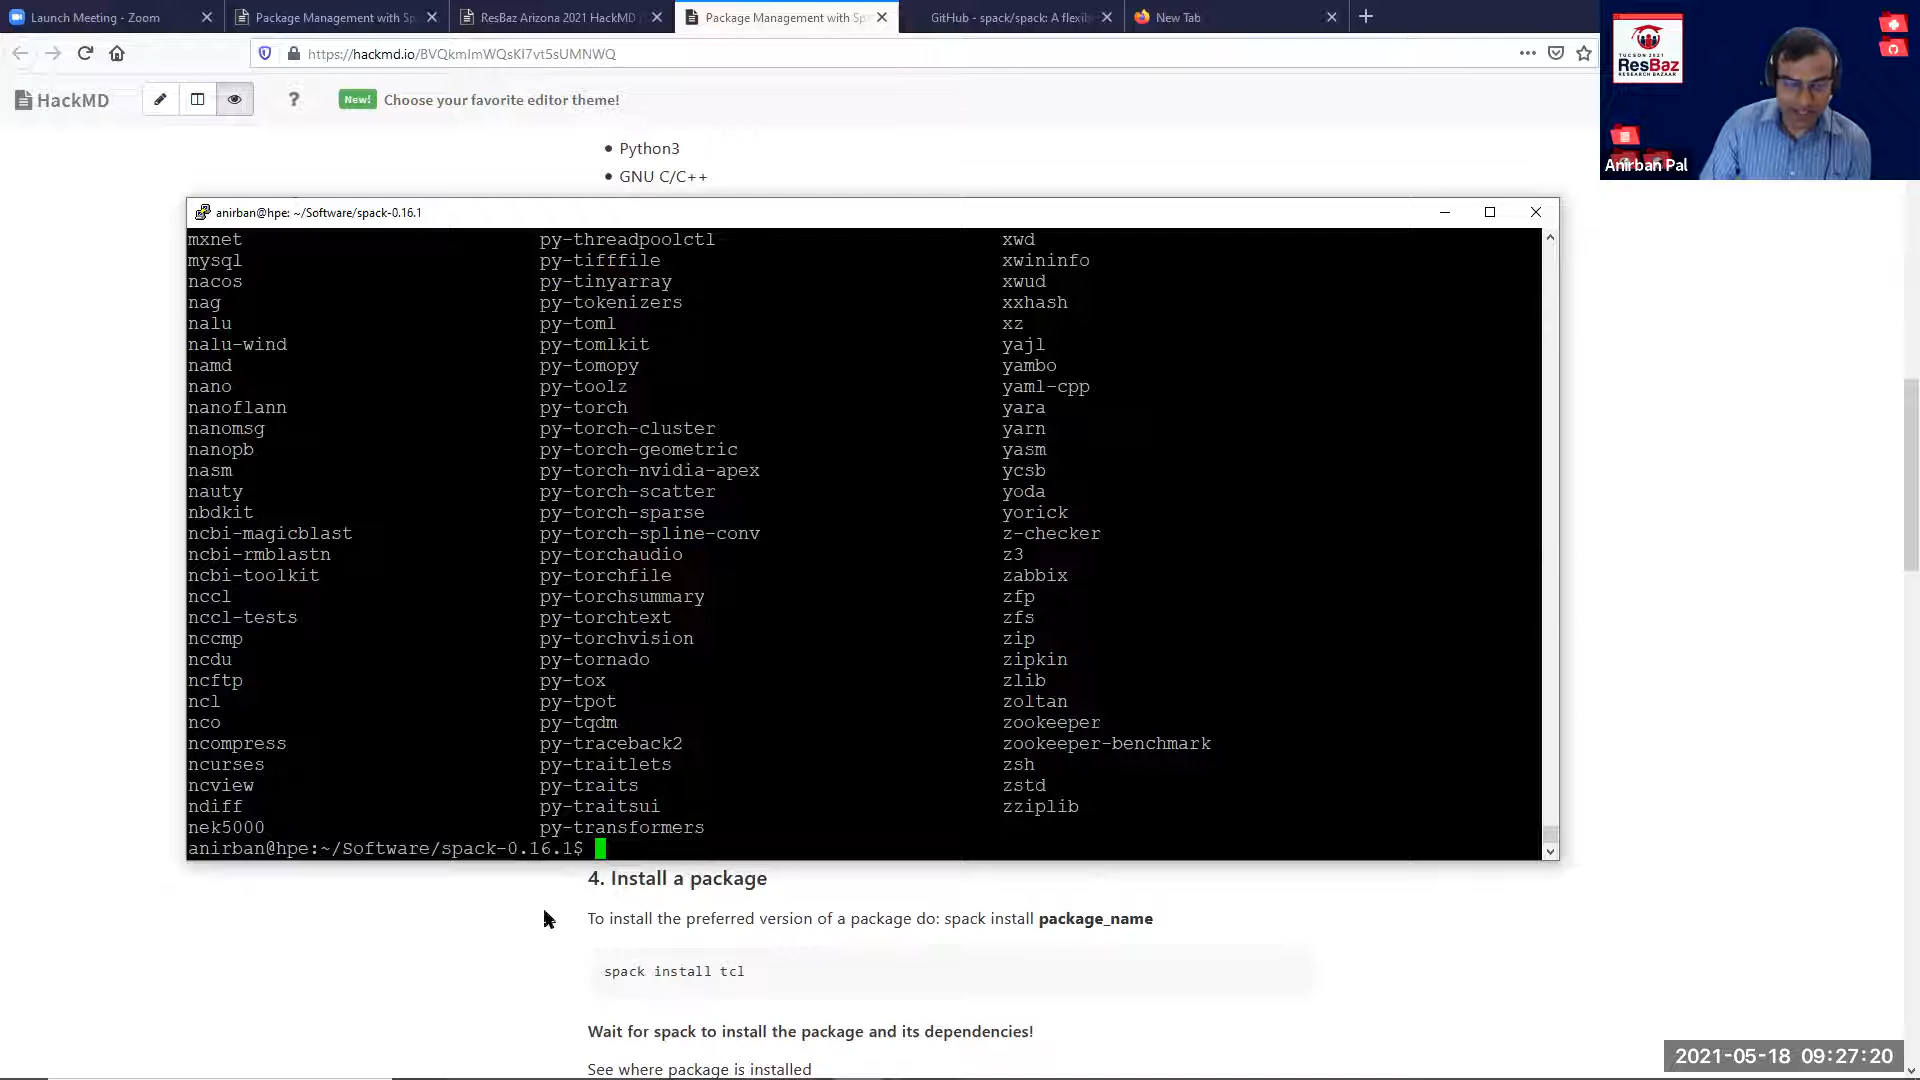 Launch Meeting - Zoom
Package Management with Sp
ResBaz Arizona 2021 HackMD
Package Management with Sp
GitHub - spack/spack: A flexib
New Tab
https://hackmd.io/BVQkmImWQsKI7vt5sUMNWQ
HackMD
?
New! Choose your favorite editor theme!
TUCSON 2021
ResBaz
RESEARCH BAZAAR
Anirban Pal
Python3
GNU C/C++
anirban@hpe: ~/Software/spack-0.16.1
mxnet py-threadpoolctl xwd
mysql py-tifffile xwininfo
nacos py-tinyarray xwud
nag py-tokenizers xxhash
nalu py-toml xz
nalu-wind py-tomlkit yajl
namd py-tomopy yambo
nano py-toolz yaml-cpp
nanoflann py-torch yara
nanomsg py-torch-cluster yarn
nanopb py-torch-geometric yasm
nasm py-torch-nvidia-apex ycsb
nauty py-torch-scatter yoda
nbdkit py-torch-sparse yorick
ncbi-magicblast py-torch-spline-conv z-checker
ncbi-rmblastn py-torchaudio z3
ncbi-toolkit py-torchfile zabbix
nccl py-torchsummary zfp
nccl-tests py-torchtext zfs
nccmp py-torchvision zip
ncdu py-tornado zipkin
ncftp py-tox zlib
ncl py-tpot zoltan
nco py-tqdm zookeeper
ncompress py-traceback2 zookeeper-benchmark
ncurses py-traitlets zsh
ncview py-traits zstd
ndiff py-traitsui zziplib
nek5000 py-transformers
anirban@hpe:~/Software/spack-0.16.1$
4. Install a package
To install the preferred version of a package do: spack install package_name
spack install tcl
Wait for spack to install the package and its dependencies!
See where package is installed
2021-05-18 09:27:20